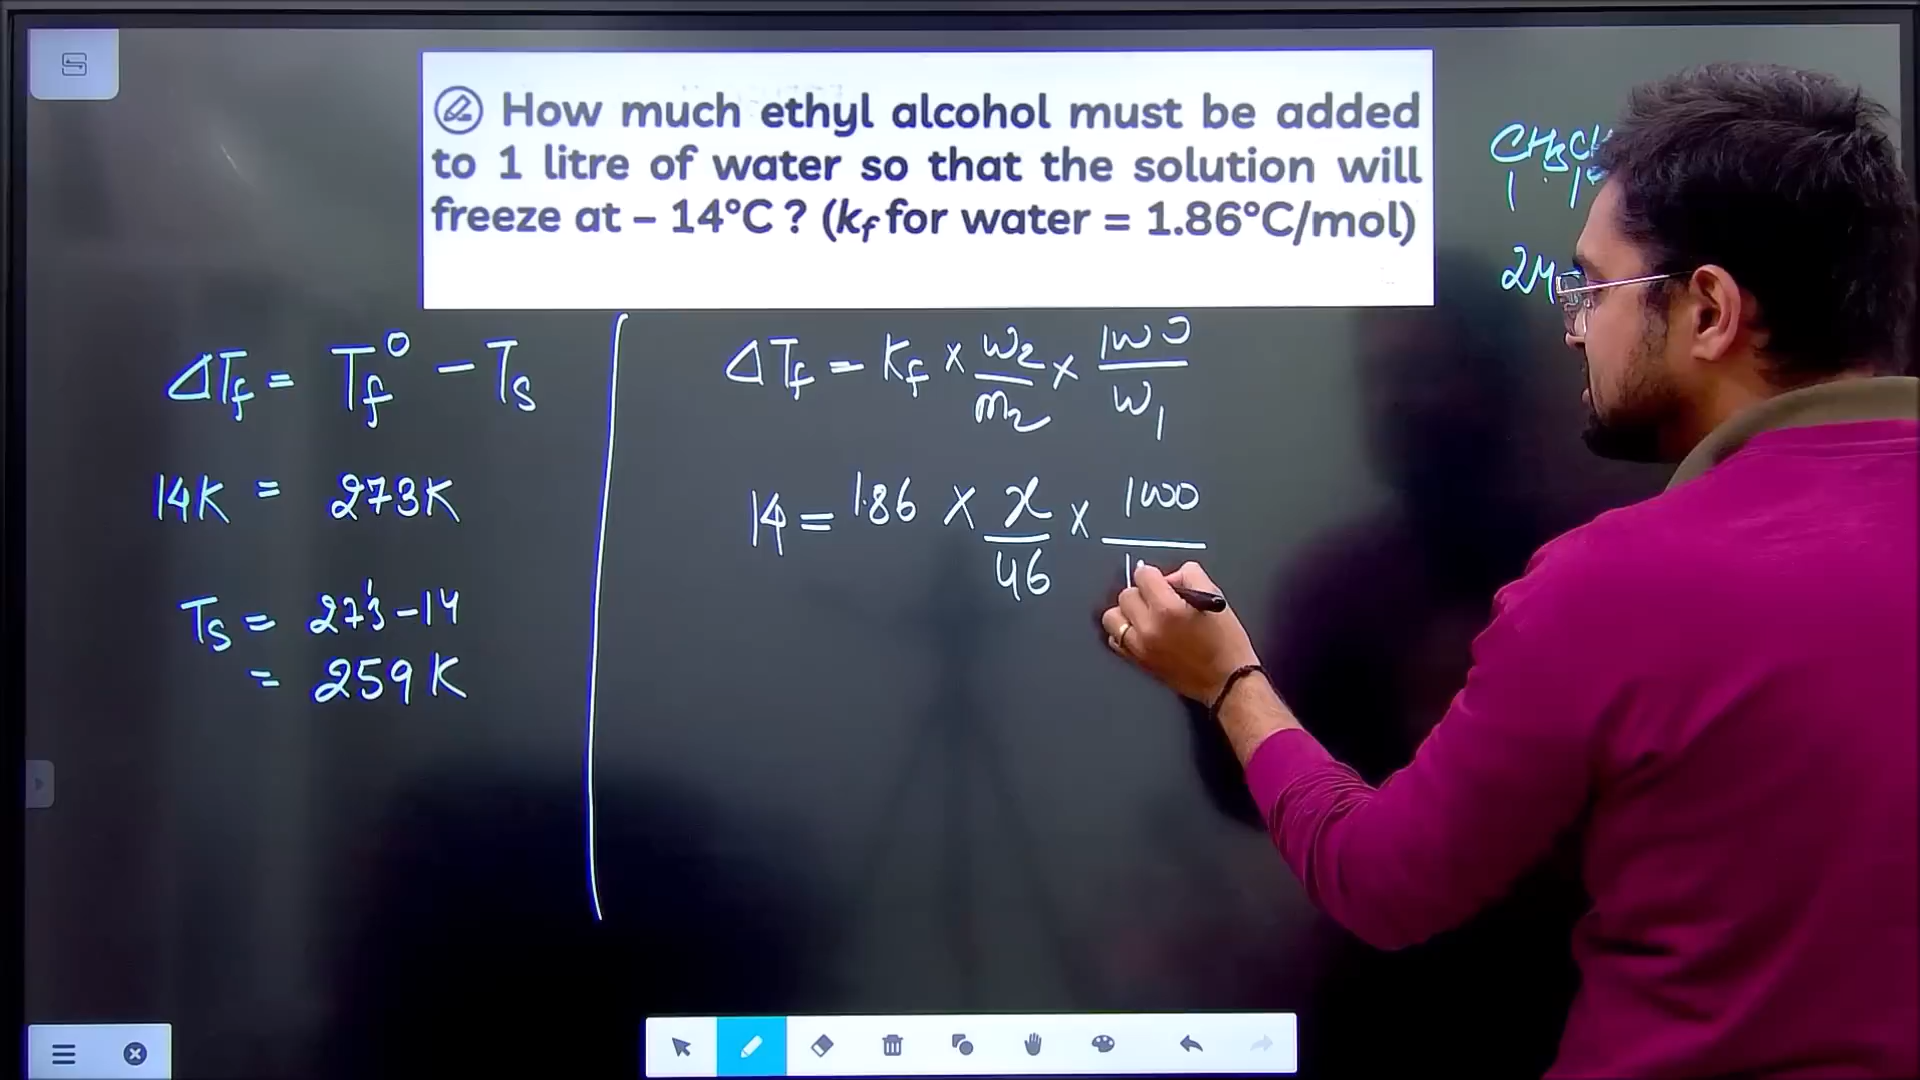 How much ethyl alcohol must be added
to 1 litre of water so that the solution will
freeze at – 14°C ? (kf for water = 1.86°C/mol)
ΔTf = Tf° – Ts
14K = 273K
Ts = 273 – 14
= 259 K
ΔTf = Kf × w2/m2 × 1000/w1
14 = 1.86 × x/46 × 1000/
CH3
24